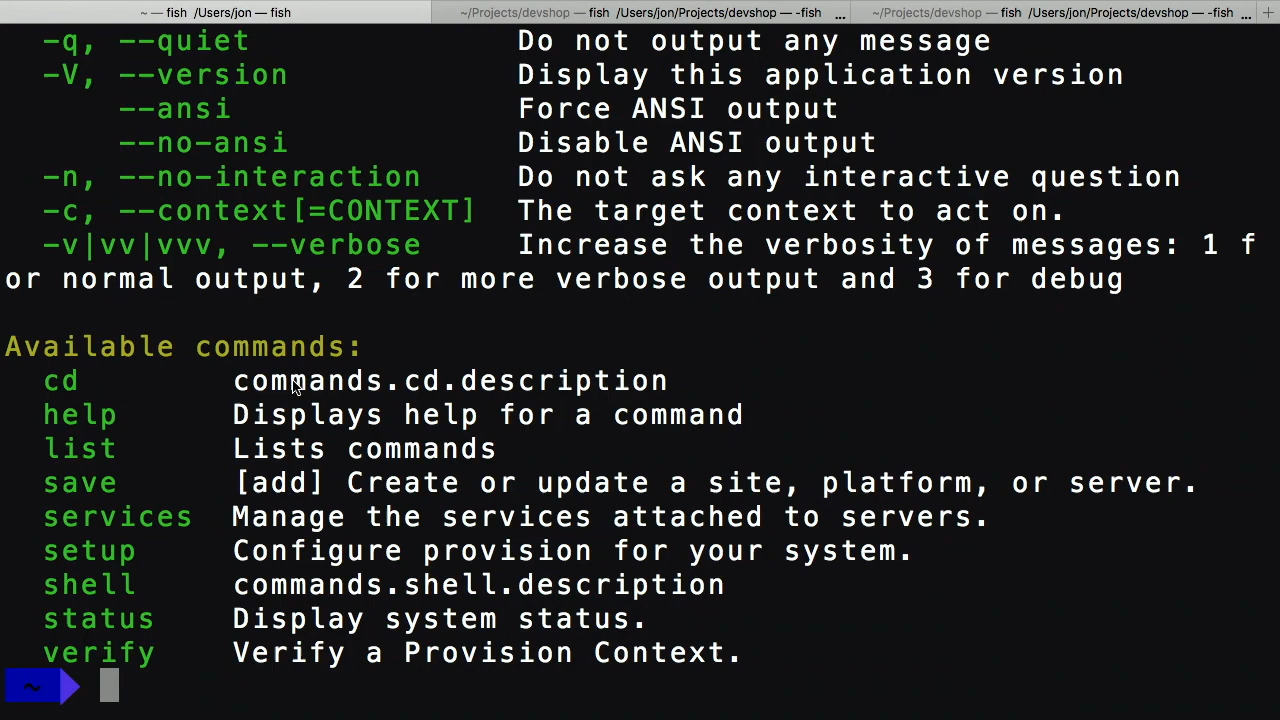 ~ — fish  /Users/jon — fish
~/Projects/devshop — fish  /Users/jon/Projects/devshop — -fish ...
~/Projects/devshop — fish  /Users/jon/Projects/devshop — -fish ... +
-q, --quiet Do not output any message
-V, --version Display this application version
--ansi Force ANSI output
--no-ansi Disable ANSI output
-n, --no-interaction Do not ask any interactive question
-c, --context[=CONTEXT] The target context to act on.
-v|vv|vvv, --verbose Increase the verbosity of messages: 1 f
or normal output, 2 for more verbose output and 3 for debug
Available commands:
cd commands.cd.description
help Displays help for a command
list Lists commands
save [add] Create or update a site, platform, or server.
services Manage the services attached to servers.
setup Configure provision for your system.
shell commands.shell.description
status Display system status.
verify Verify a Provision Context.
~